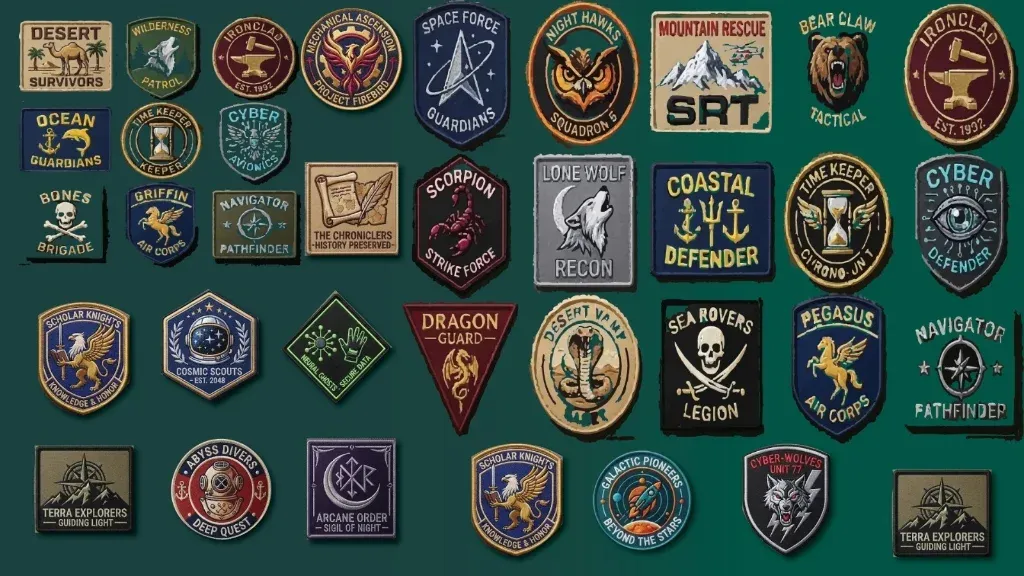 DESERT
SURVIVORS
WILDERNESS
PATROL
IRONCLAD
EST. 1932
MECHANICAL ASCENSION
PROJECT FIREBIRD
SPACE FORCE
GUARDIANS
NIGHT HAWKS
SQUADRON 5
MOUNTAIN RESCUE
SRT
BEAR CLAW
TACTICAL
IRONCLAD
EST. 1932
OCEAN
GUARDIANS
TIME KEEPER
KEEPER
CYBER
AVIONICS
BONES
BRIGADE
GRIFFIN
AIR CORPS
NAVIGATOR
PATHFINDER
THE CHRONICLERS
-HISTORY PRESERVED-
SCORPION
STRIKE FORCE
LONE WOLF
RECON
COASTAL
DEFENDER
TIME KEEPER
CHRONO-UNIT
CYBER
DEFENDER
SCHOLAR KNIGHTS
KNOWLEDGE & HONOR
COSMIC SCOUTS
- EST. 2048 -
SECURE DATA
DRAGON
— GUARD —
DESERT
SEA ROVERS
LEGION
PEGASUS
AIR CORPS
NAVIGATOR
PATHFINDER
TERRA EXPLORERS
— GUIDING LIGHT —
ABYSS DIVERS
DEEP QUEST
ARCANE ORDER
— SIGIL OF NIGHT —
SCHOLAR KNIGHTS
KNOWLEDGE & HONOR
GALACTIC PIONEERS
BEYOND THE STARS
CYBER-WOLVES
UNIT 77
TERRA EXPLORERS
— GUIDING LIGHT —